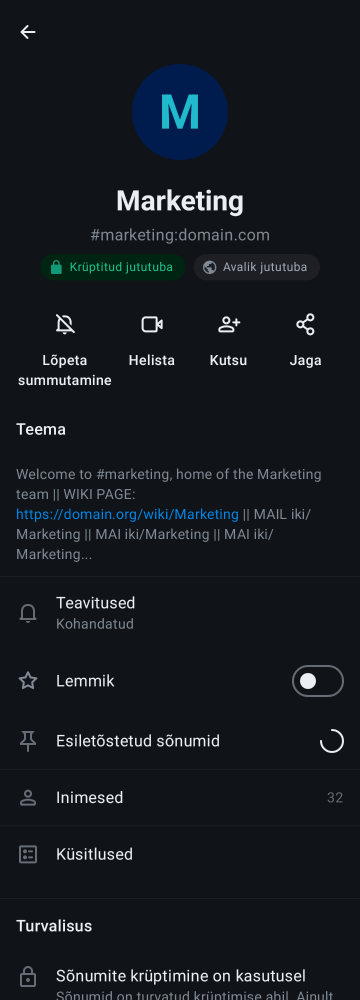 M
Marketing
#marketing:domain.com
Krüptitud jututuba
Avalik jututuba
Lõpeta
summutamine
Helista
Kutsu
Jaga
Teema
Welcome to #marketing, home of the Marketing
team || WIKI PAGE:
https://domain.org/wiki/Marketing || MAIL iki/
Marketing || MAI iki/Marketing || MAI iki/
Marketing...
Teavitused
Kohandatud
Lemmik
Esiletõstetud sõnumid
Inimesed
32
Küsitlused
Turvalisus
Sõnumite krüptimine on kasutusel
Sõnumid on turvatud krüptimise abil. Ainult